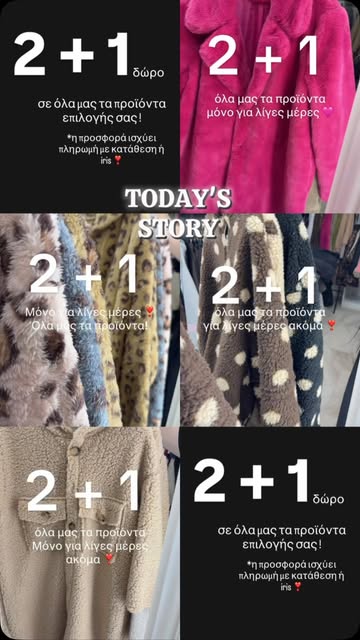 2 + 1 δώρο
σε όλα μας τα προϊόντα
επιλογής σας!
*η προσφορά ισχύει
πληρωμή με κατάθεση ή
iris❣️
2 + 1
όλα μας τα προϊόντα
μόνο για λίγες μέρες 💜
TODAY'S
STORY
2 + 1
Μόνο για λίγες μέρες ❣️
Όλα μας τα προϊόντα!
2 + 1
όλα μας τα προϊόντα
για λίγες μέρες ακόμα ❣️
2 + 1
όλα μας τα προϊόντα
Μόνο για λίγες μέρες
ακόμα ❣️
2 + 1 δώρο
σε όλα μας τα προϊόντα
επιλογής σας!
*η προσφορά ισχύει
πληρωμή με κατάθεση ή
iris❣️